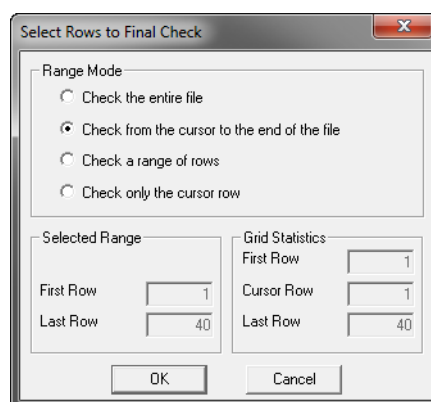 Select Rows to Final Check
Range Mode
Check the entire file
Check from the cursor to the end of the file
Check a range of rows
Check only the cursor row
Selected Range
First Row 1
Last Row 40
Grid Statistics
First Row 1
Cursor Row 1
Last Row 40
OK Cancel